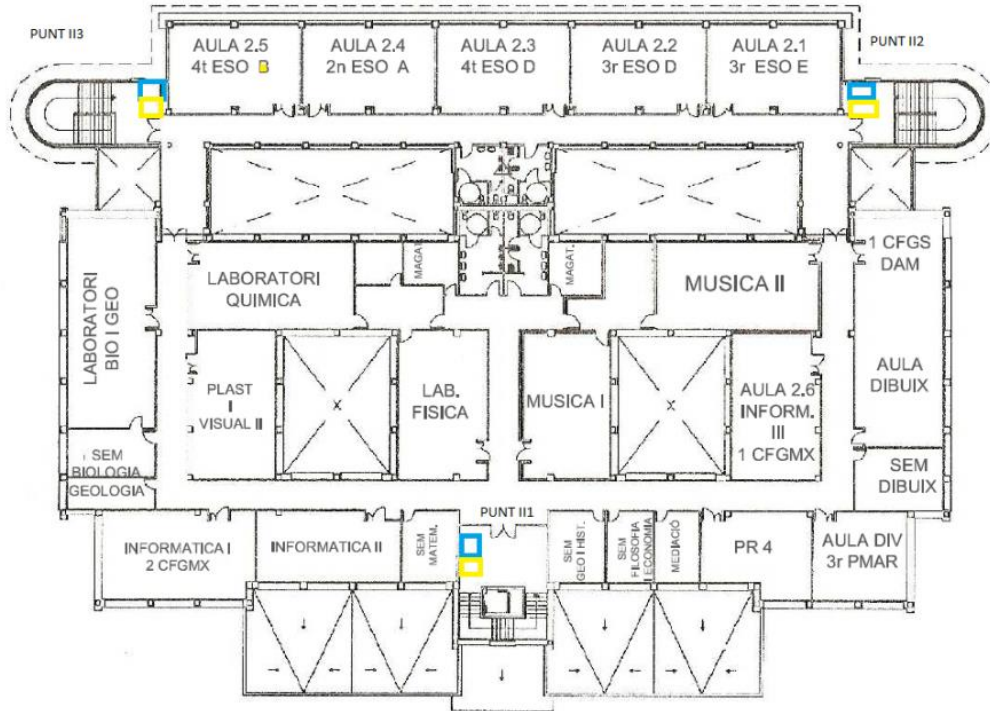 PUNT II3
PUNT II2
AULA 2.5
4t ESO B
AULA 2.4
2n ESO A
AULA 2.3
4t ESO D
AULA 2.2
3r ESO D
AULA 2.1
3r ESO E
LABORATORI
BIO I GEO
LABORATORI
QUIMICA
MAGAT.
MAGAT.
MUSICA II
1 CFGS
DAM
PLAST
I
VISUAL II
X
LAB.
FISICA
MUSICA I
X
AULA 2.6
INFORM.
III
1 CFGMX
AULA
DIBUIX
SEM
BIOLOGIA
GEOLOGIA
SEM
DIBUIX
PUNT II1
INFORMATICA I
2 CFGMX
INFORMATICA II
SEM
MATEM.
SEM
GEO I HIST.
SEM
FILOSOFIA
I ECONOMIA
MEDIACIÓ
PR 4
AULA DIV
3r PMAR